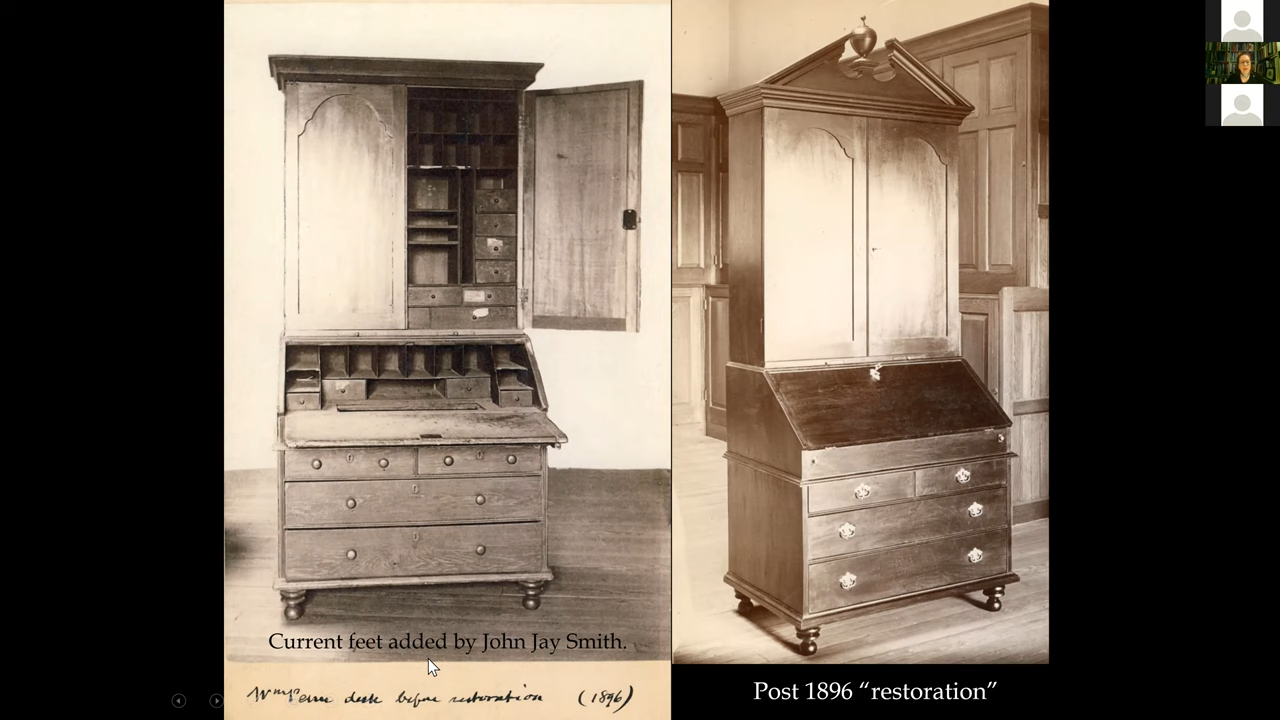 Current feet added by John Jay Smith.
Wm Penn desk before restoration (1896)
Post 1896 “restoration”